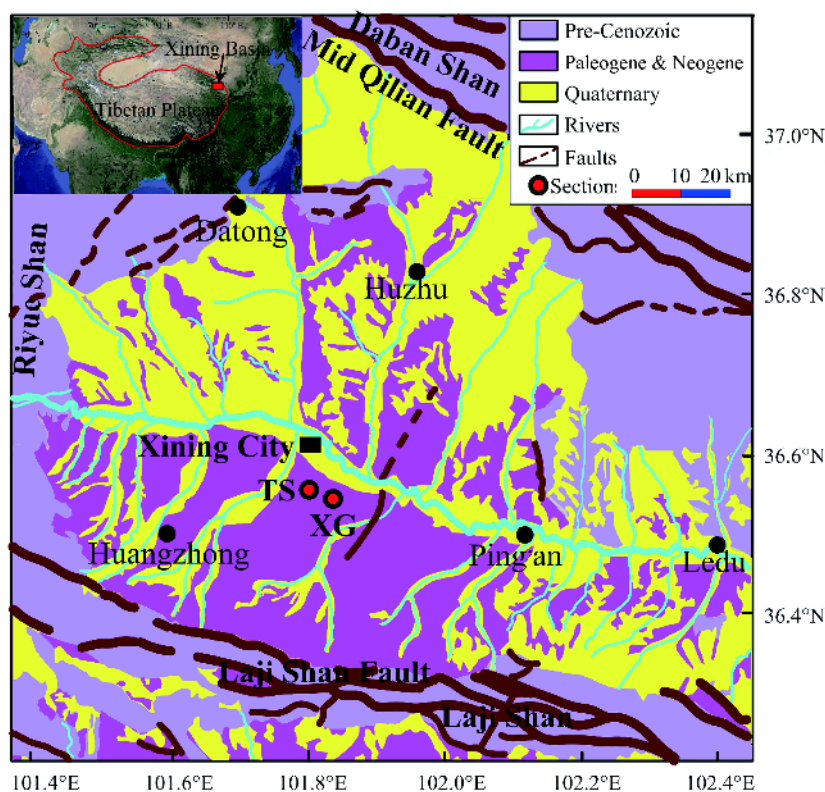 Xining Basin
Tibetan Plateau
Daban Shan
Mid Qilian Fault
Pre-Cenozoic
Paleogene & Neogene
Quaternary
Rivers
Faults
Section:
0 10 20 km
37.0°N
36.8°N
36.6°N
36.4°N
Datong
Huzhu
Riyue Shan
Xining City
TS
XG
Huangzhong
Ping'an
Ledu
Laji Shan Fault
Laji Shan
101.4°E 101.6°E 101.8°E 102.0°E 102.2°E 102.4°E